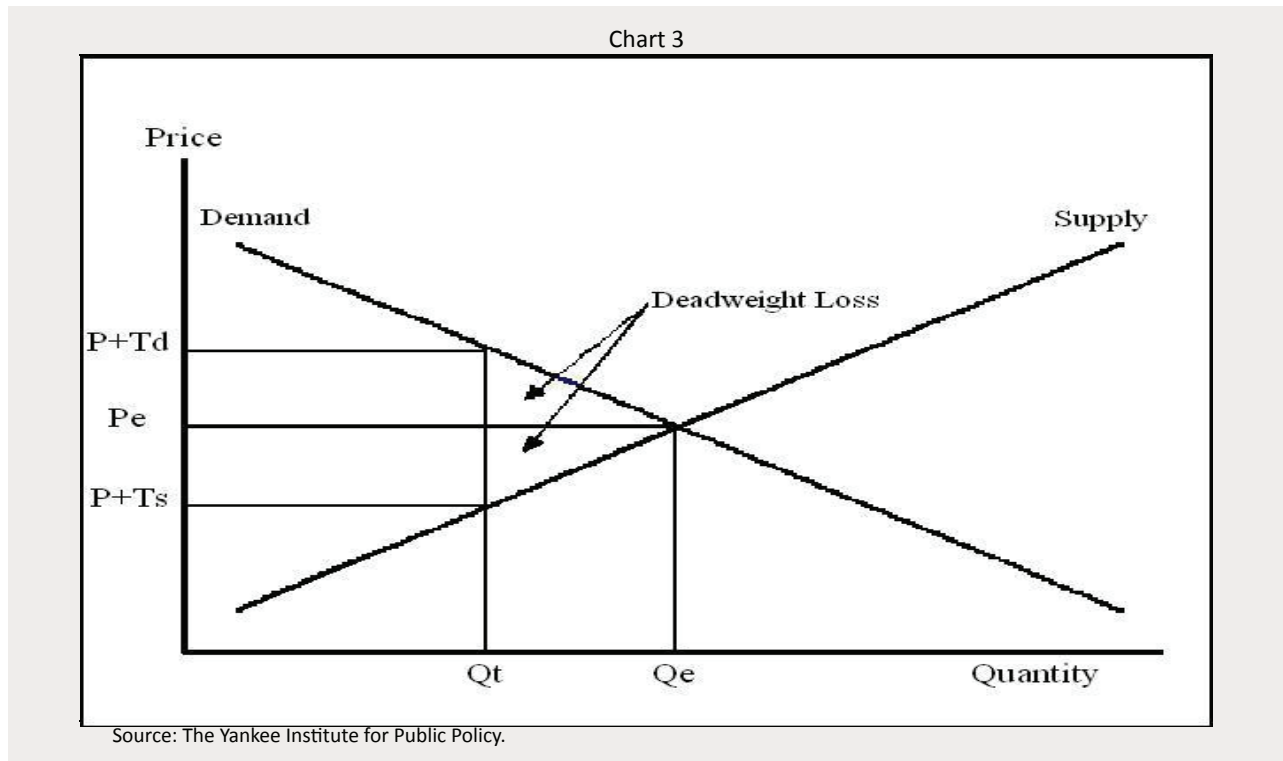 Chart 3
Price
Demand
Supply
Deadweight Loss
P+Td
Pe
P+Ts
Qt
Qe
Quantity
Source: The Yankee Institute for Public Policy.